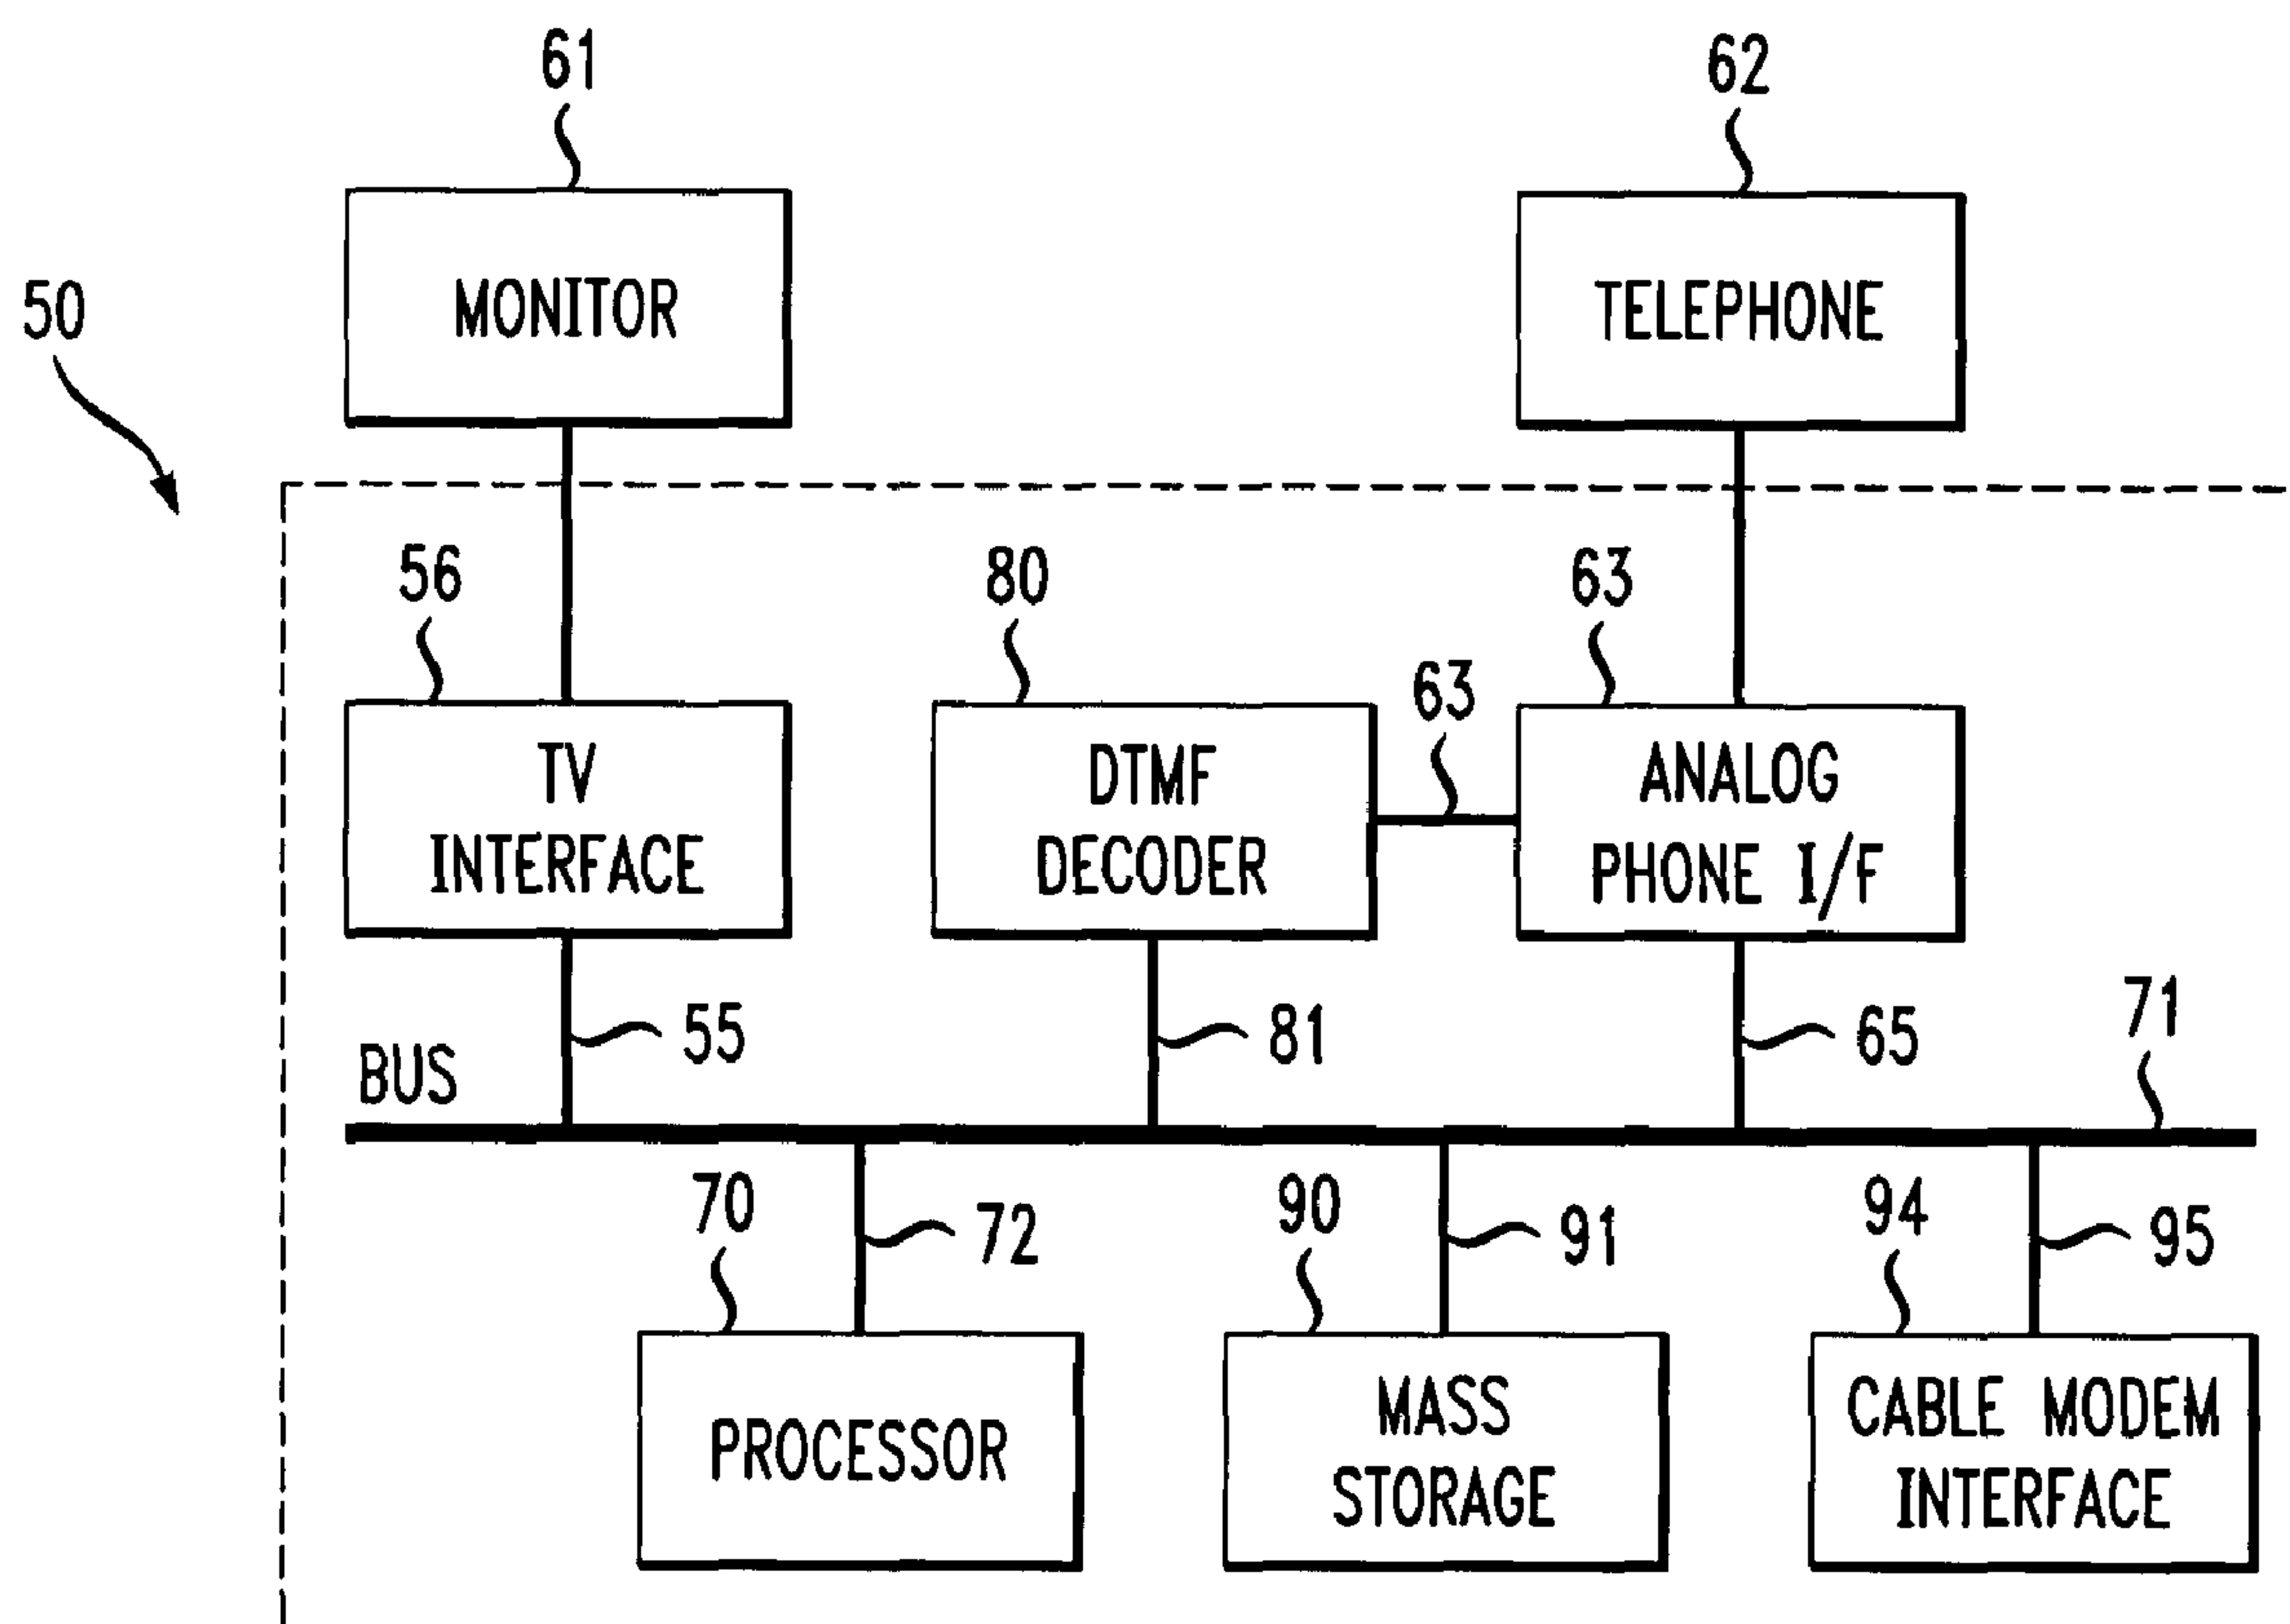 61
62
MONITOR
TELEPHONE
50
56
80
63
63
TV
INTERFACE
DTMF
DECODER
ANALOG
PHONE I/F
BUS
55
81
65
71
70
72
90
91
94
95
PROCESSOR
MASS
STORAGE
CABLE MODEM
INTERFACE